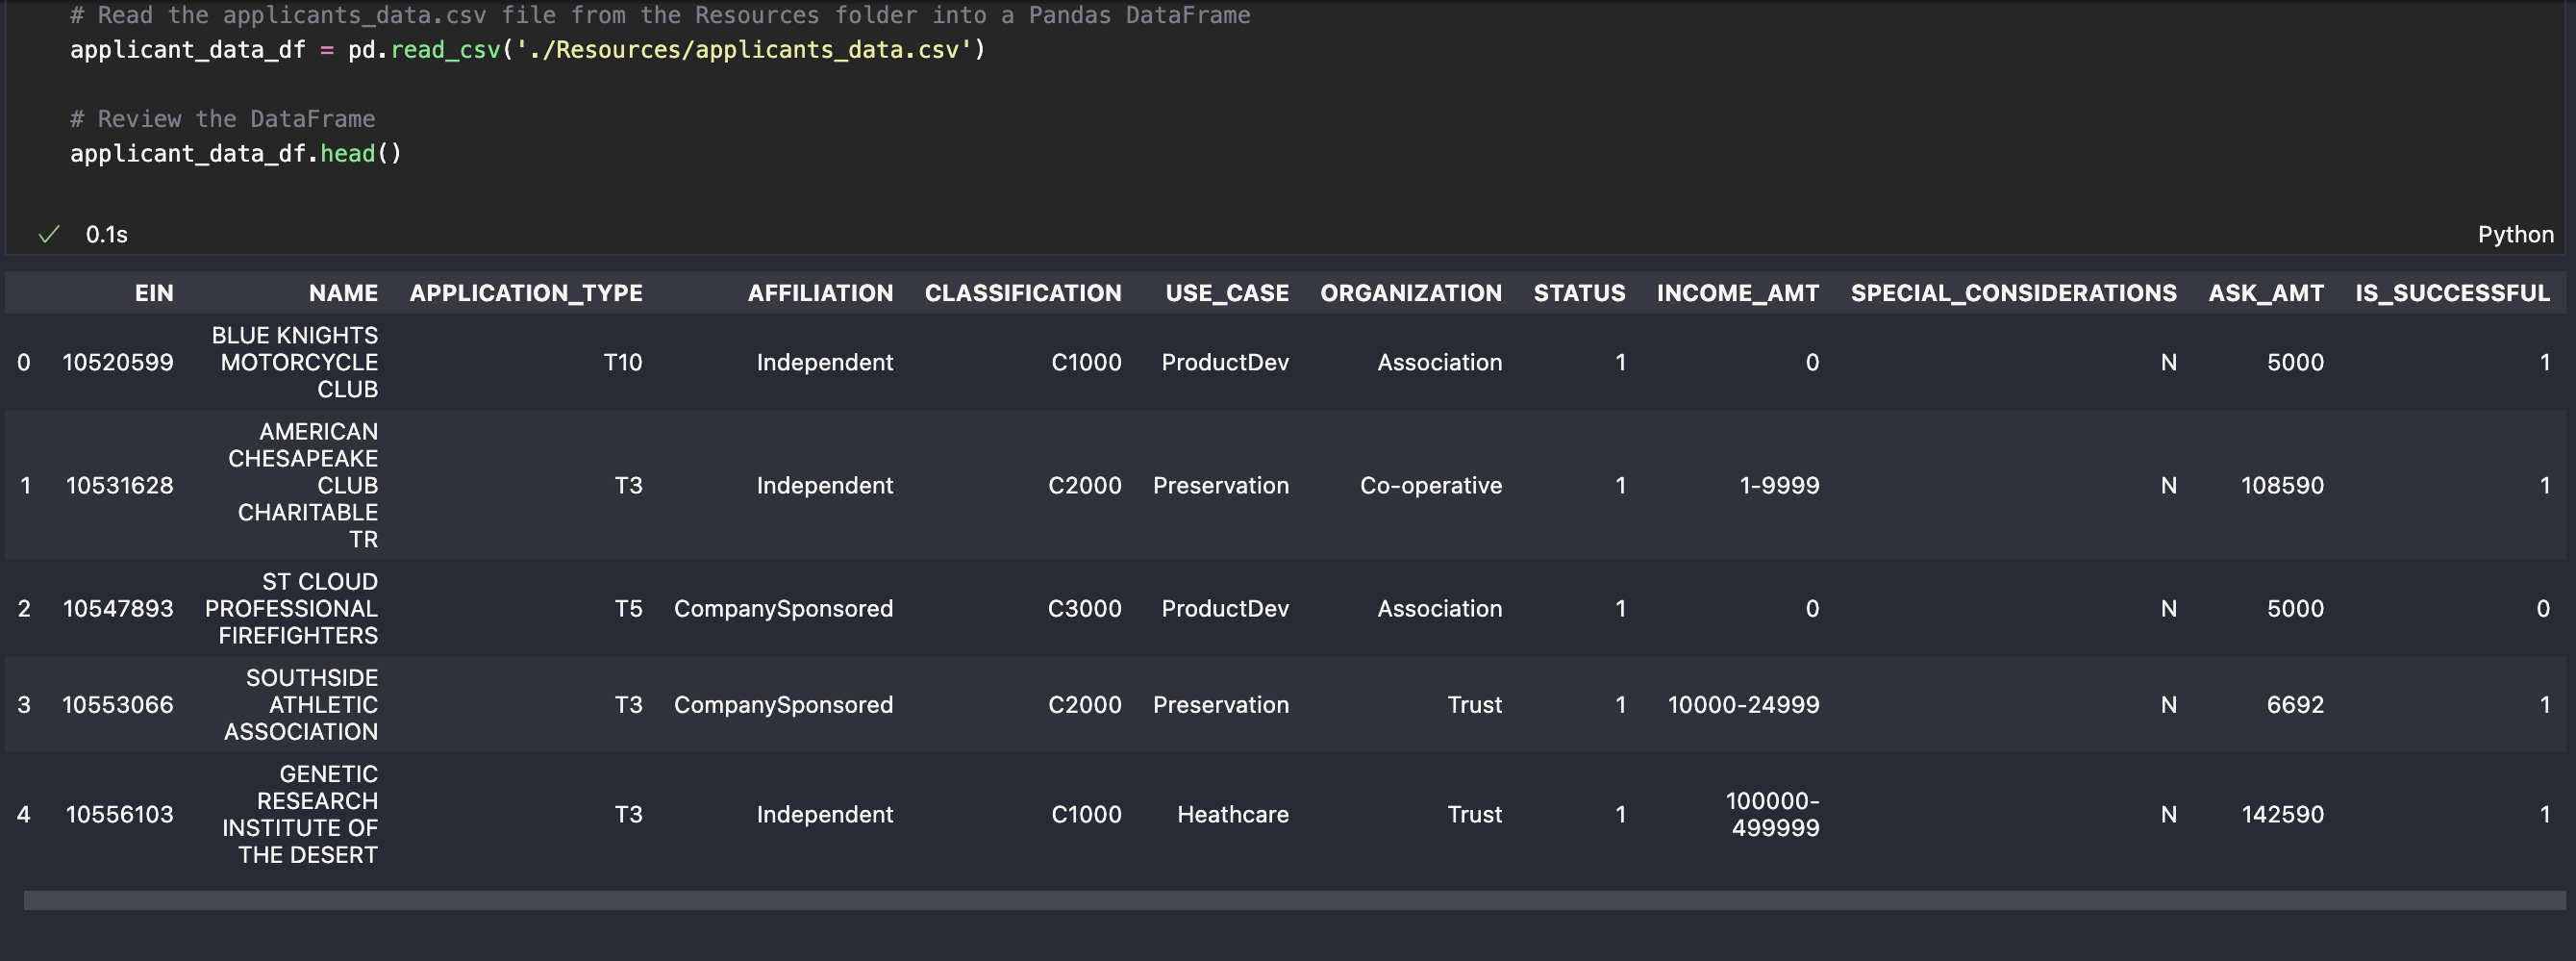 # Read the applicants_data.csv file from the Resources folder into a Pandas DataFrame
applicant_data_df = pd.read_csv('./Resources/applicants_data.csv')
# Review the DataFrame
applicant_data_df.head()
0.1s
Python
EIN NAME APPLICATION_TYPE AFFILIATION CLASSIFICATION USE_CASE ORGANIZATION STATUS INCOME_AMT SPECIAL_CONSIDERATIONS ASK_AMT IS_SUCCESSFUL
BLUE KNIGHTS
0 10520599 MOTORCYCLE T10 Independent C1000 ProductDev Association 1 0 N 5000 1
CLUB
AMERICAN
CHESAPEAKE
1 10531628 CLUB T3 Independent C2000 Preservation Co-operative 1 1-9999 N 108590 1
CHARITABLE
TR
ST CLOUD
2 10547893 PROFESSIONAL T5 CompanySponsored C3000 ProductDev Association 1 0 N 5000 0
FIREFIGHTERS
SOUTHSIDE
3 10553066 ATHLETIC T3 CompanySponsored C2000 Preservation Trust 1 10000-24999 N 6692 1
ASSOCIATION
GENETIC
RESEARCH 100000-
4 10556103 T3 Independent C1000 Heathcare Trust 1 N 142590 1
INSTITUTE OF 499999
THE DESERT